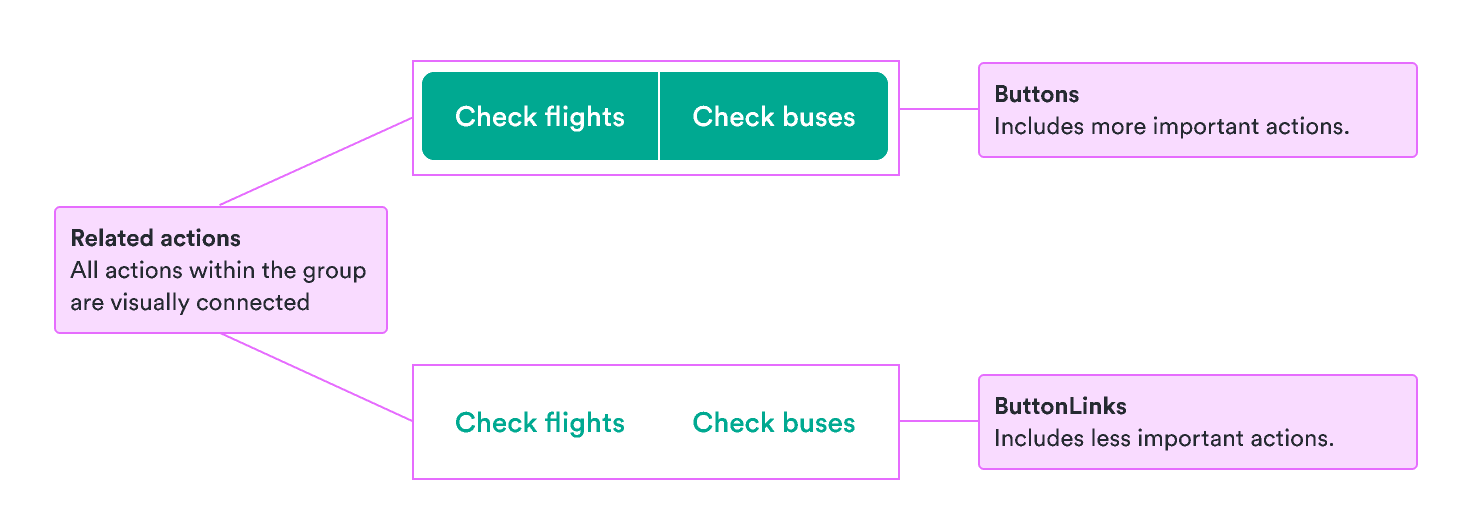 Check flights
Check buses
Buttons
Includes more important actions.
Related actions
All actions within the group
are visually connected
Check flights
Check buses
ButtonLinks
Includes less important actions.